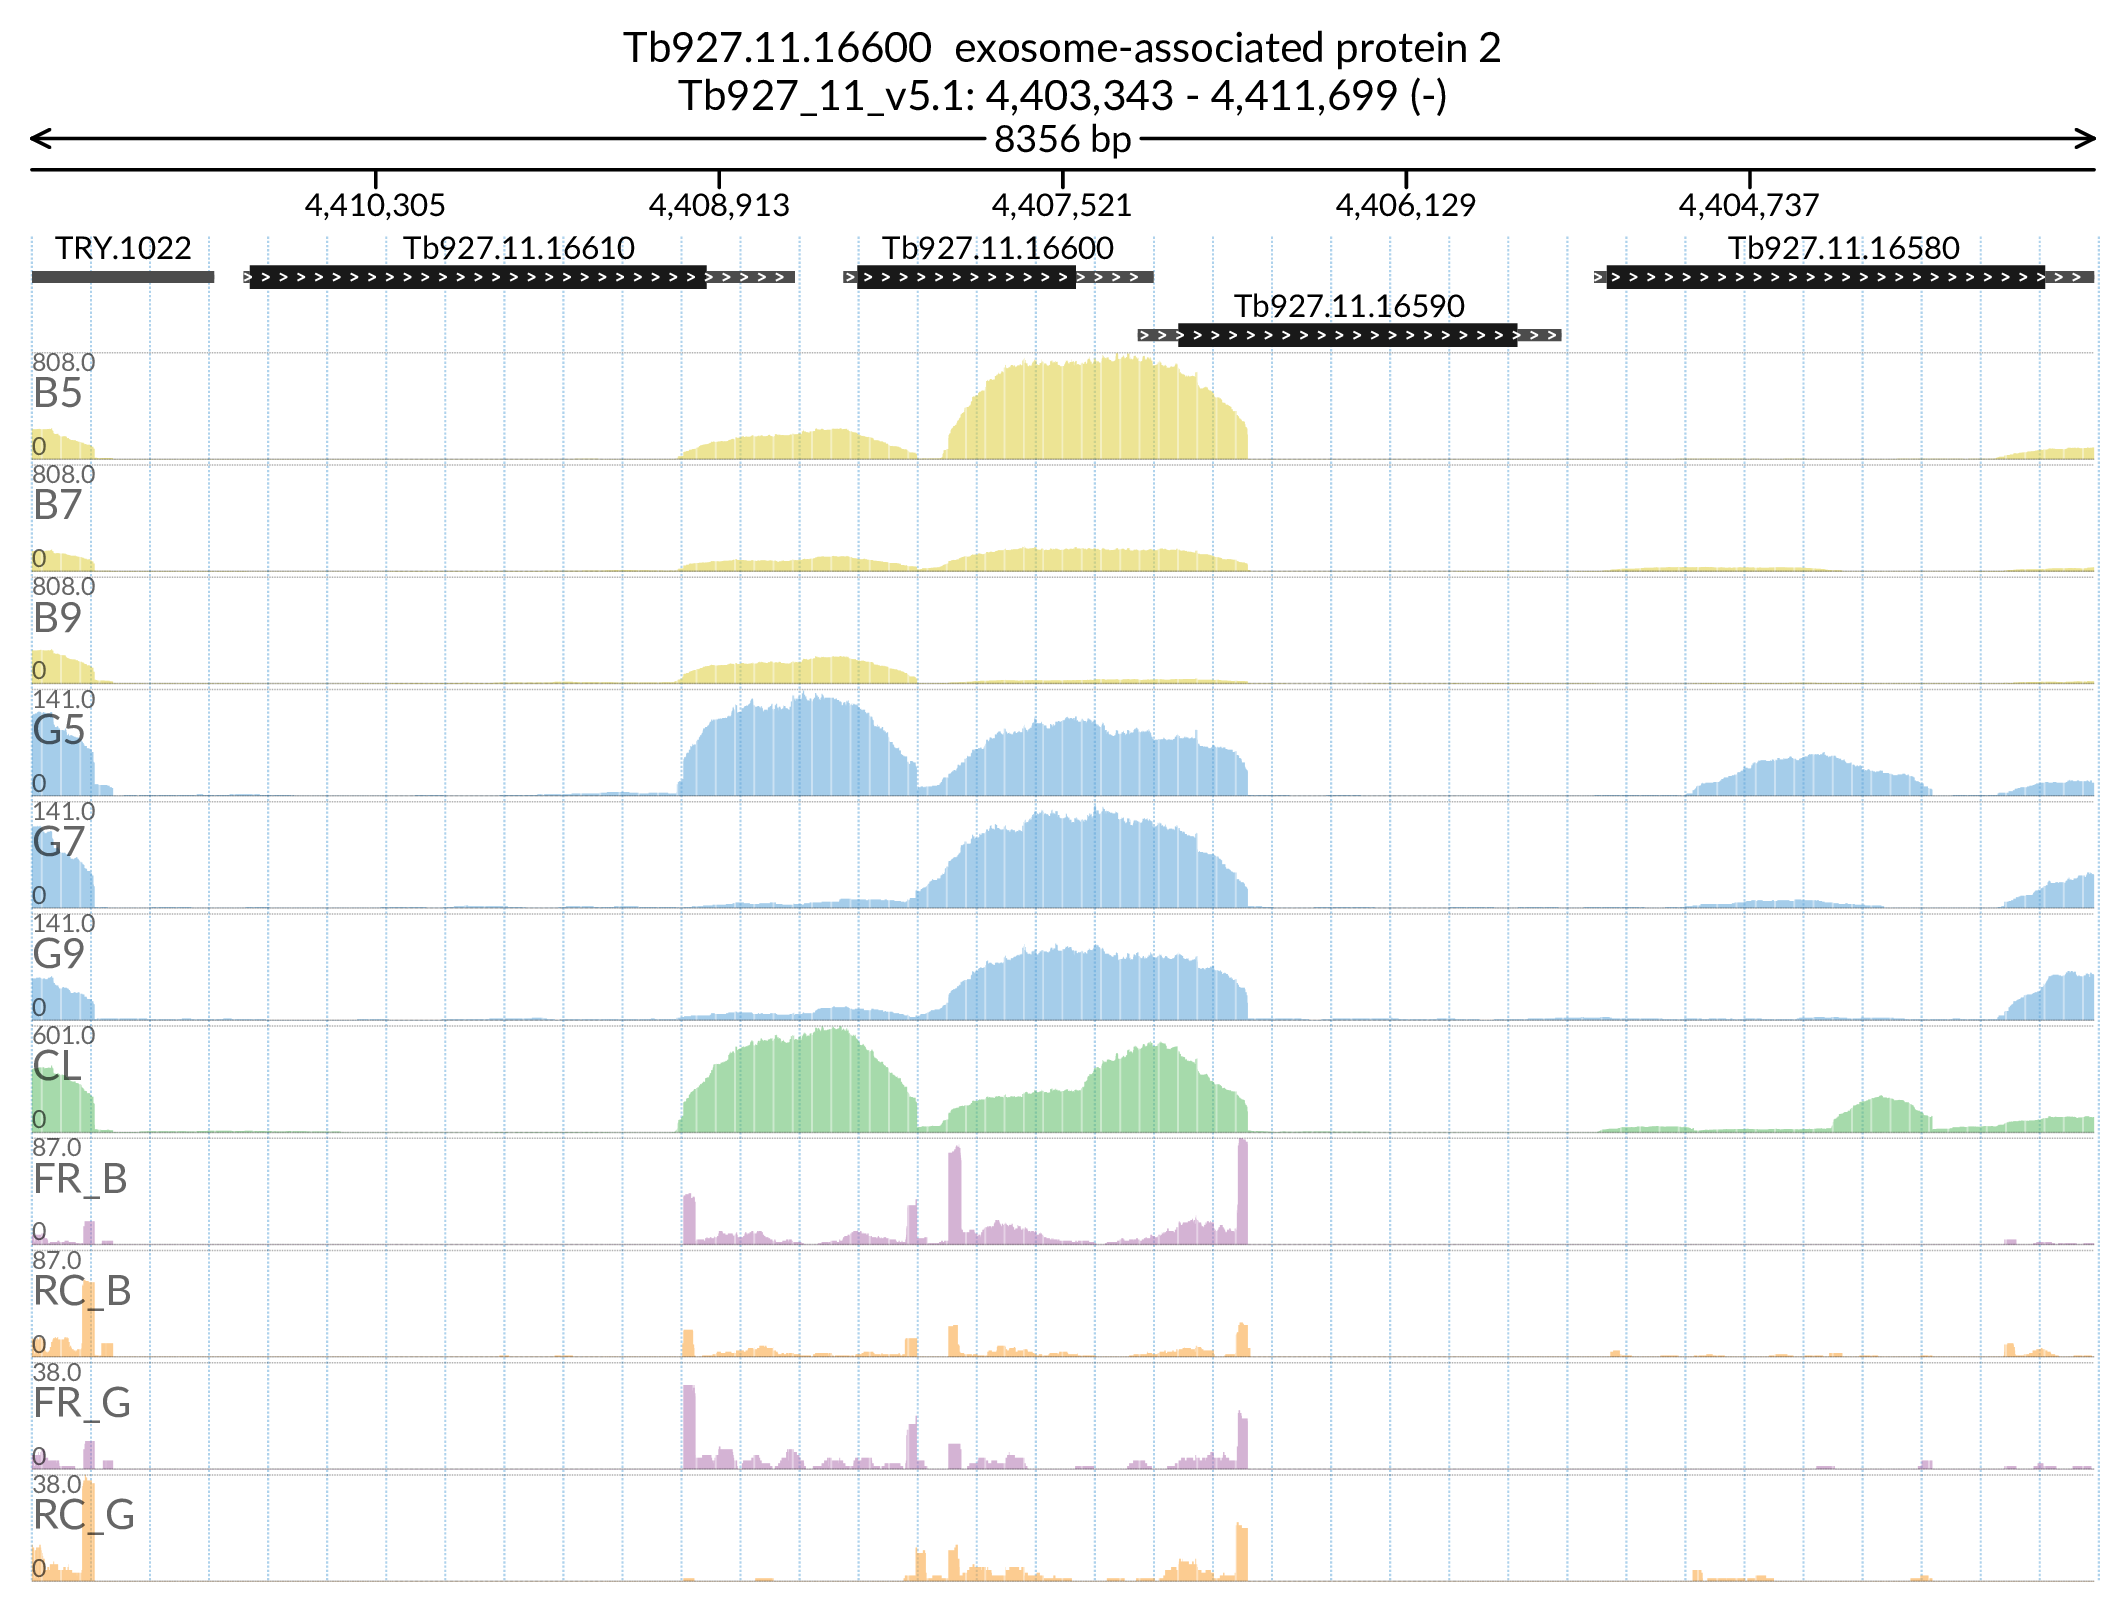 Tb927.11.16600  exosome-associated protein 2
Tb927_11_v5.1: 4,403,343 - 4,411,699 (-)
8356 bp
4,410,305 4,408,913 4,407,521 4,406,129 4,404,737
TRY.1022 Tb927.11.16610 Tb927.11.16600 Tb927.11.16580
Tb927.11.16590
808.0
B5
0
808.0
B7
0
808.0
B9
0
141.0
G5
0
141.0
G7
0
141.0
G9
0
601.0
CL
0
87.0
FR_B
0
87.0
RC_B
0
38.0
FR_G
0
38.0
RC_G
0